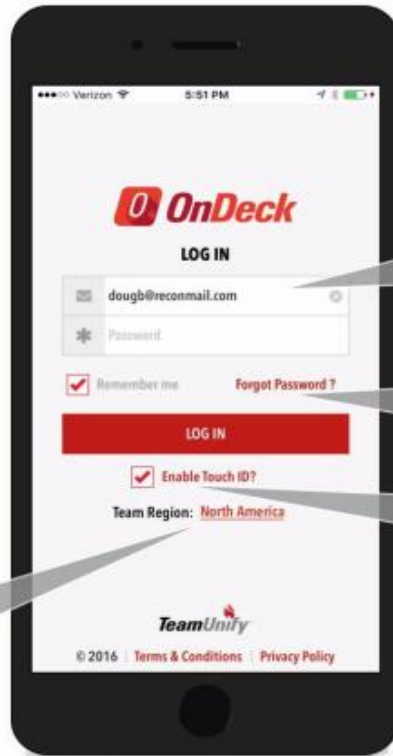 Verizon 5:51 PM
OnDeck
LOG IN
dougb@reconmail.com
Password
Remember me Forgot Password ?
LOG IN
Enable Touch ID?
Team Region: North America
TeamUnify
© 2016 | Terms & Conditions | Privacy Policy